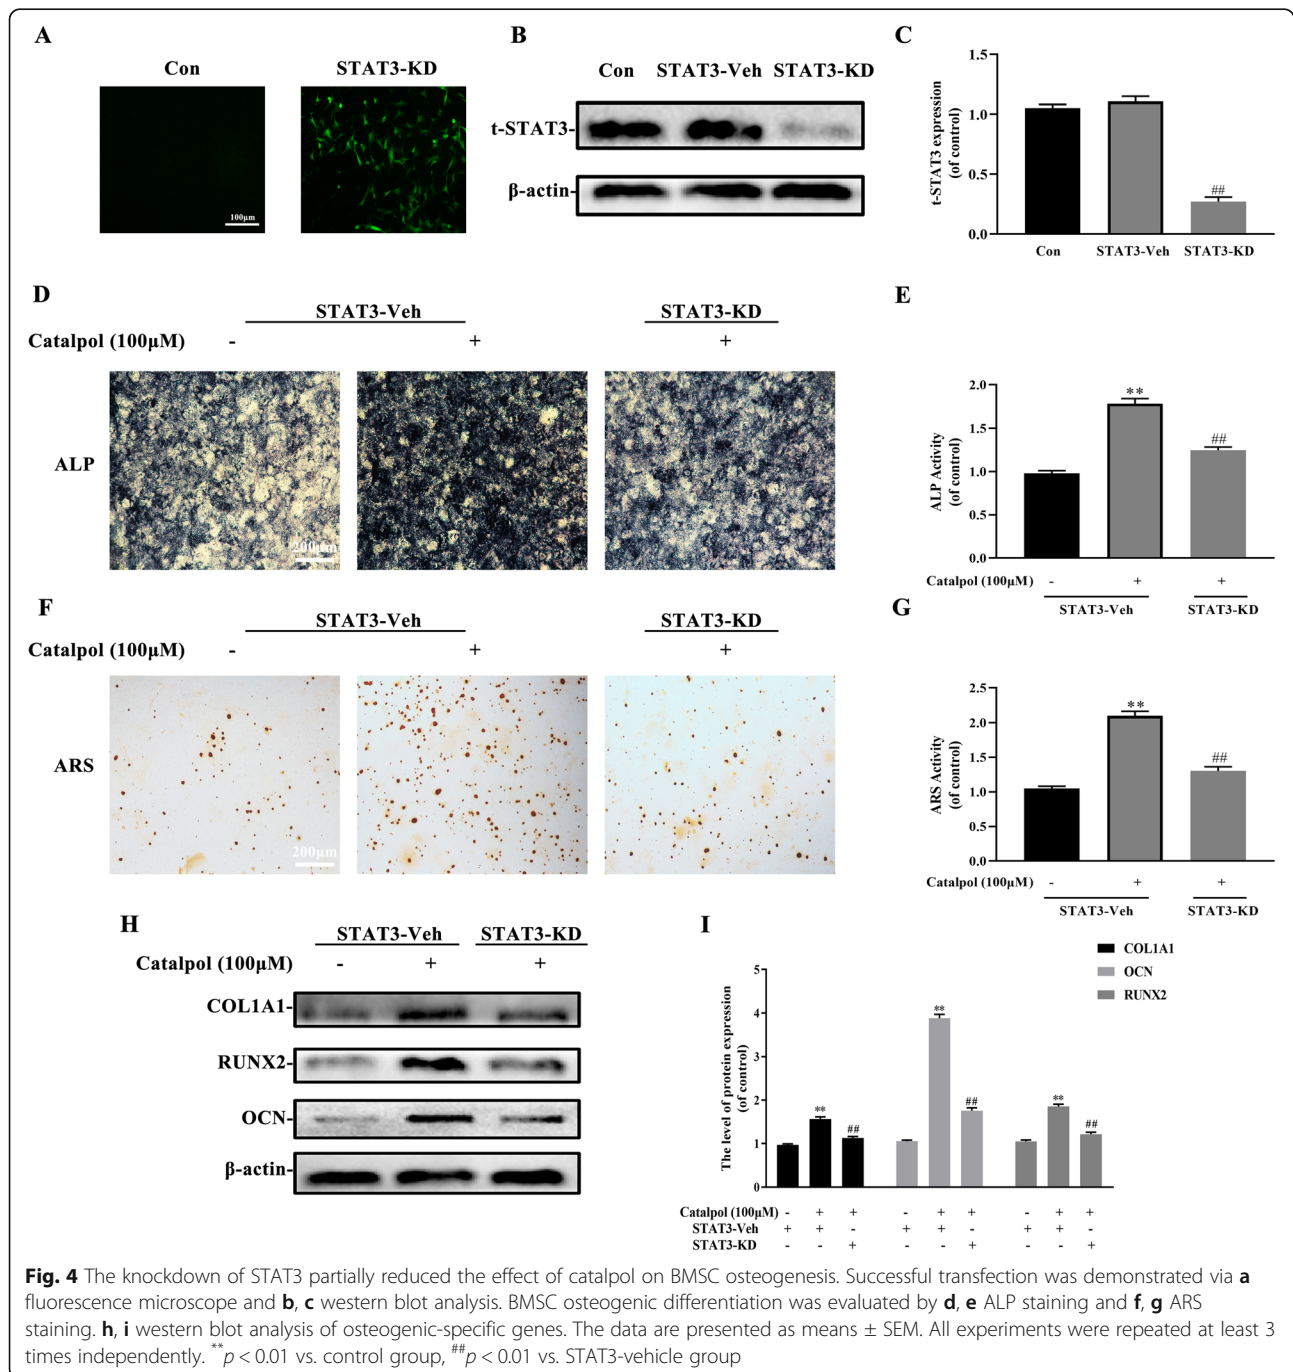 A
Con
STAT3-KD
100μm
B
Con STAT3-Veh STAT3-KD
t-STAT3-
β-actin-
C
t-STAT3 expression
(of control)
1.5
1.0
0.5
0.0
##
Con STAT3-Veh STAT3-KD
D
STAT3-Veh STAT3-KD
Catalpol (100μM) - + +
ALP
200μm
E
ALP Activity
(of control)
2.0
1.5
1.0
0.5
0.0
**
##
Catalpol (100μM) - + +
STAT3-Veh STAT3-KD
F
STAT3-Veh STAT3-KD
Catalpol (100μM) - + +
ARS
200μm
G
ARS Activity
(of control)
2.5
2.0
1.5
1.0
0.5
0.0
**
##
Catalpol (100μM) - + +
STAT3-Veh STAT3-KD
H
STAT3-Veh STAT3-KD
Catalpol (100μM) - + +
COL1A1-
RUNX2-
OCN-
β-actin-
I
COL1A1
OCN
RUNX2
The level of protein expression
(of control)
5
4
3
2
1
0
** ## ** ## ** ##
Catalpol (100μM) - + + - + + - + +
STAT3-Veh + + - + + - + + -
STAT3-KD - - + - - + - - +
Fig. 4 The knockdown of STAT3 partially reduced the effect of catalpol on BMSC osteogenesis. Successful transfection was demonstrated via a
fluorescence microscope and b, c western blot analysis. BMSC osteogenic differentiation was evaluated by d, e ALP staining and f, g ARS
staining. h, i western blot analysis of osteogenic-specific genes. The data are presented as means ± SEM. All experiments were repeated at least 3
times independently. **p < 0.01 vs. control group, ##p < 0.01 vs. STAT3-vehicle group